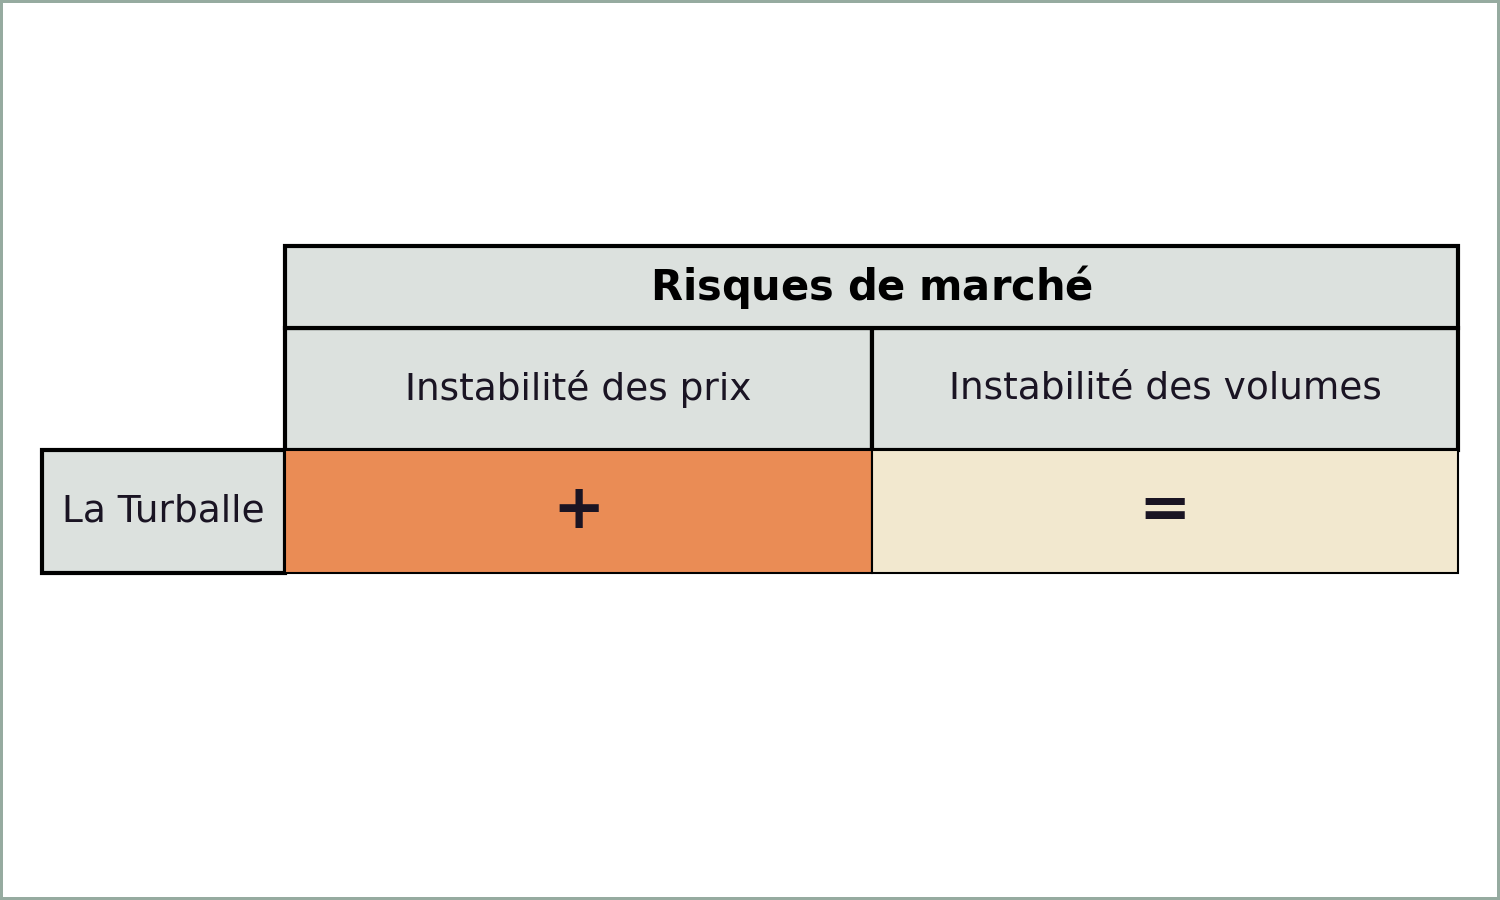 Risques de marché
Instabilité des prix
Instabilité des volumes
La Turballe
+
=